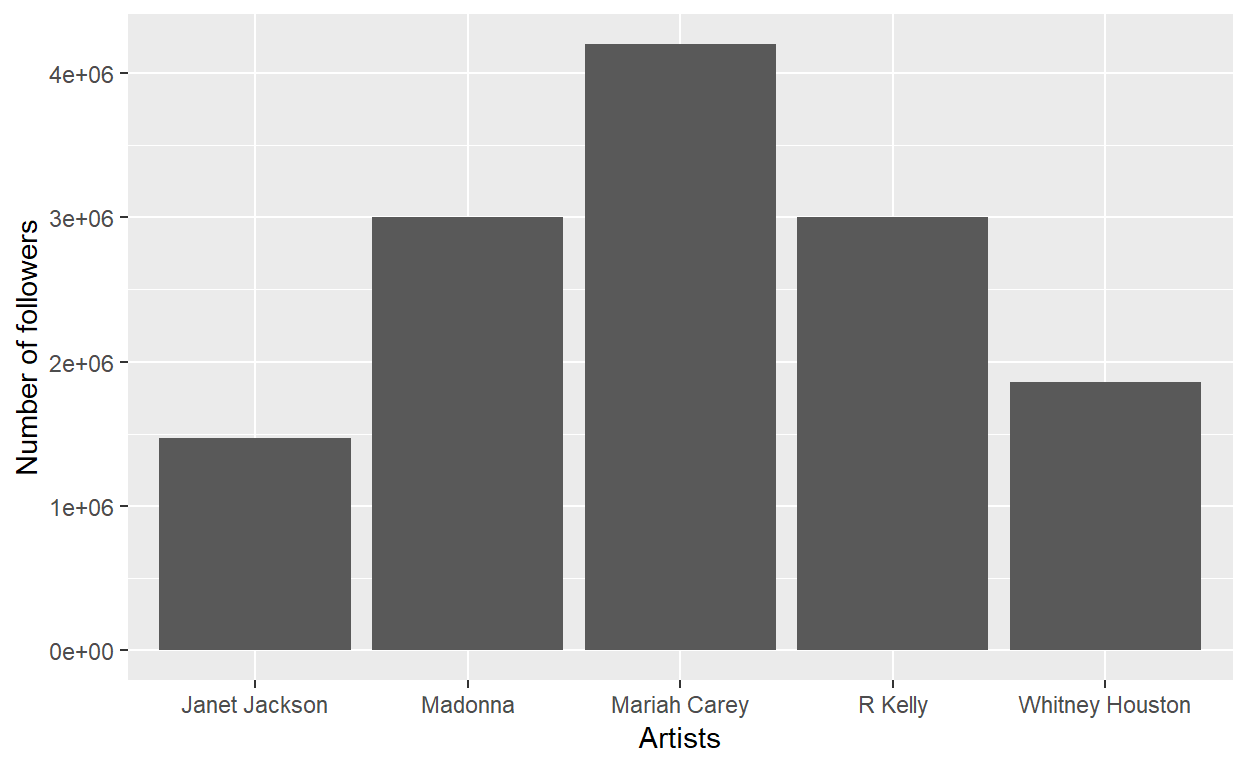 Number of followers
4e+06
3e+06
2e+06
1e+06
0e+00
Janet Jackson
Madonna
Mariah Carey
R Kelly
Whitney Houston
Artists